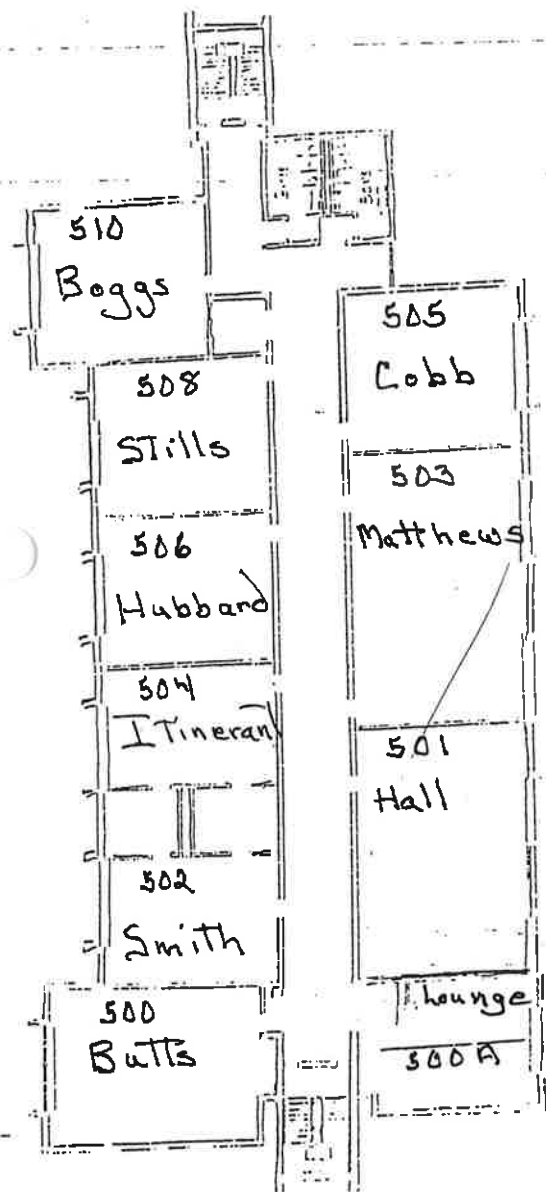 510
Boggs
505
Cobb
508
STills
503
Matthews
506
Hubbard
504
ITineran
501
Hall
502
Smith
500
Butts
Lounge
500A